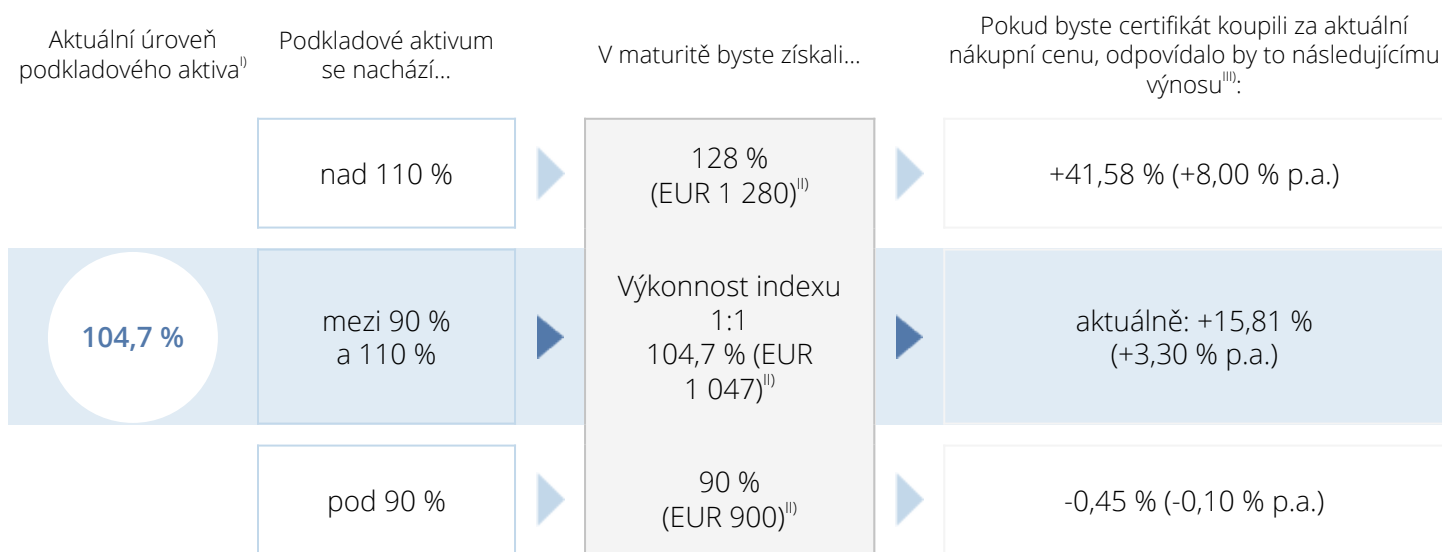 Aktuální úroveň
podkladového aktiva I)
Podkladové aktivum
se nachází...
V maturitě byste získali...
Pokud byste certifikát koupili za aktuální
nákupní cenu, odpovídalo by to následujícímu
výnosu III):
nad 110 %
128 %
(EUR 1 280) II)
+41,58 % (+8,00 % p.a.)
104,7 %
mezi 90 %
a 110 %
Výkonnost indexu
1:1
104,7 % (EUR
1 047) II)
aktuálně: +15,81 %
(+3,30 % p.a.)
pod 90 %
90 %
(EUR 900) II)
-0,45 % (-0,10 % p.a.)